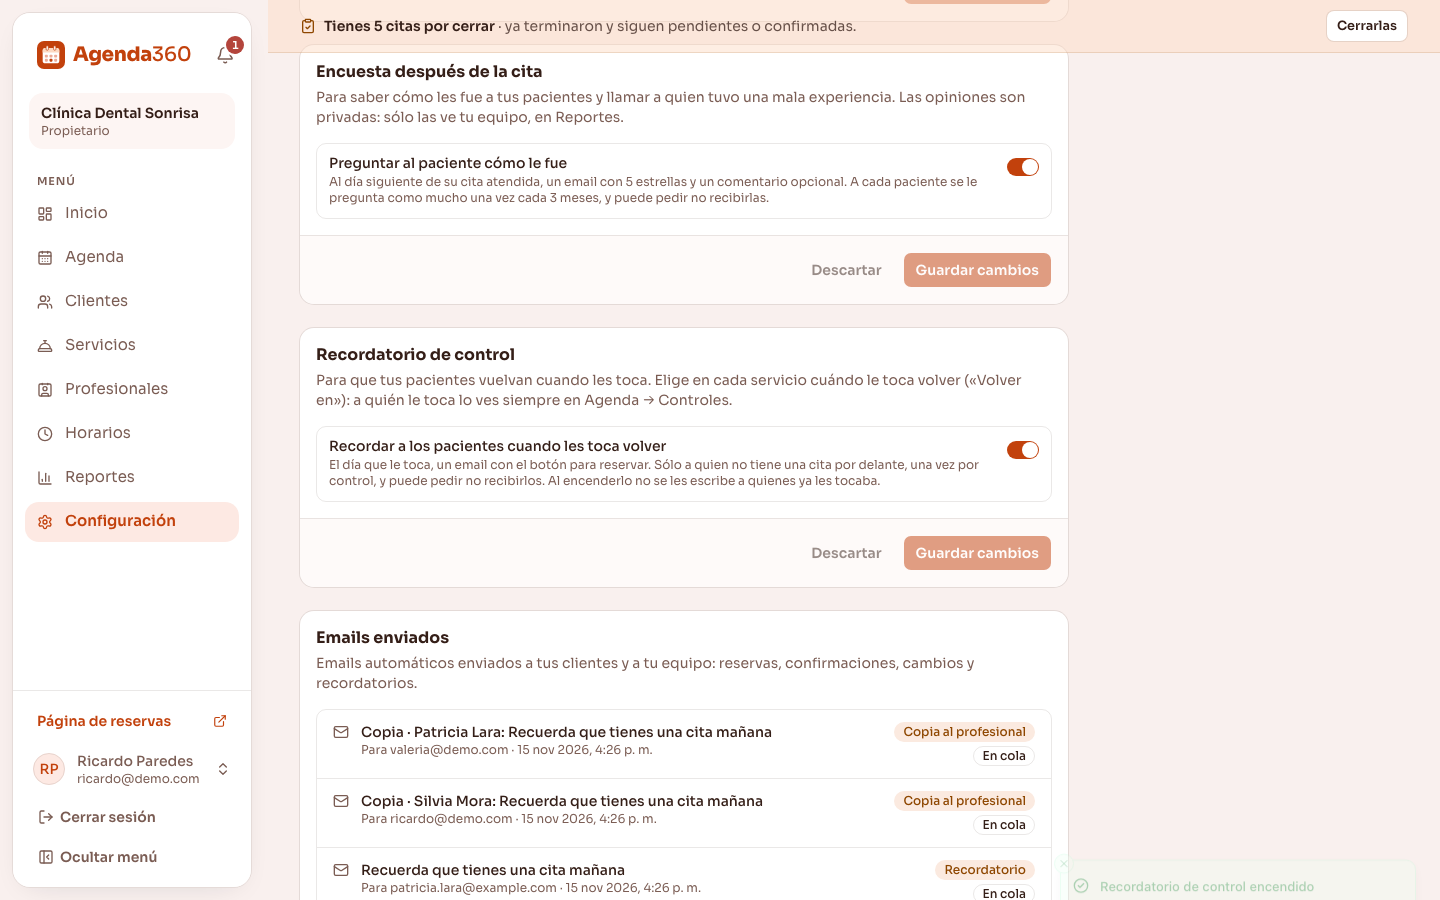 Agenda360
1
Clínica Dental Sonrisa
Propietario
MENÚ
Inicio
Agenda
Clientes
Servicios
Profesionales
Horarios
Reportes
Configuración
Página de reservas
RP
Ricardo Paredes
ricardo@demo.com
Cerrar sesión
Ocultar menú
Tienes 5 citas por cerrar · ya terminaron y siguen pendientes o confirmadas.
Cerrarlas
Encuesta después de la cita
Para saber cómo les fue a tus pacientes y llamar a quien tuvo una mala experiencia. Las opiniones son
privadas: sólo las ve tu equipo, en Reportes.
Preguntar al paciente cómo le fue
Al día siguiente de su cita atendida, un email con 5 estrellas y un comentario opcional. A cada paciente se le
pregunta como mucho una vez cada 3 meses, y puede pedir no recibirlas.
Descartar
Guardar cambios
Recordatorio de control
Para que tus pacientes vuelvan cuando les toca. Elige en cada servicio cuándo le toca volver («Volver
en»): a quién le toca lo ves siempre en Agenda → Controles.
Recordar a los pacientes cuando les toca volver
El día que le toca, un email con el botón para reservar. Sólo a quien no tiene una cita por delante, una vez por
control, y puede pedir no recibirlos. Al encenderlo no se les escribe a quienes ya les tocaba.
Descartar
Guardar cambios
Emails enviados
Emails automáticos enviados a tus clientes y a tu equipo: reservas, confirmaciones, cambios y
recordatorios.
Copia · Patricia Lara: Recuerda que tienes una cita mañana
Para valeria@demo.com · 15 nov 2026, 4:26 p. m.
Copia al profesional
En cola
Copia · Silvia Mora: Recuerda que tienes una cita mañana
Para ricardo@demo.com · 15 nov 2026, 4:26 p. m.
Copia al profesional
En cola
Recuerda que tienes una cita mañana
Para patricia.lara@example.com · 15 nov 2026, 4:26 p. m.
Recordatorio
En cola
Recordatorio de control encendido